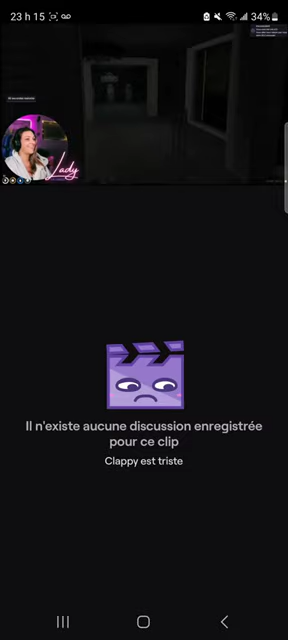 23 h 15
34%
Lady
Il n'existe aucune discussion enregistrée
pour ce clip
Clappy est triste